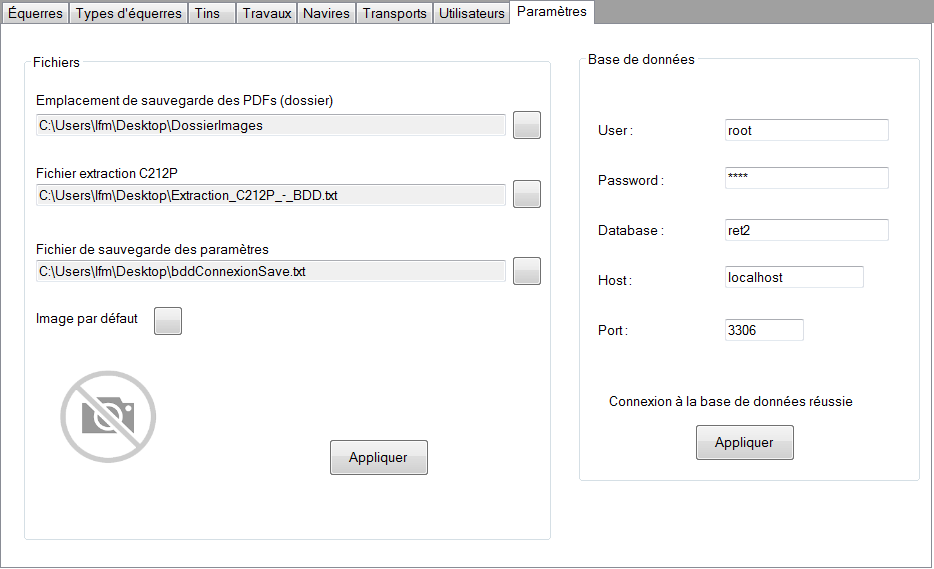 Équerres Types d'équerres Tins Travaux Navires Transports Utilisateurs Paramètres
Fichiers
Emplacement de sauvegarde des PDFs (dossier)
C:\Users\lfm\Desktop\DossierImages
Fichier extraction C212P
C:\Users\lfm\Desktop\Extraction_C212P_-_BDD.txt
Fichier de sauvegarde des paramètres
C:\Users\lfm\Desktop\bddConnexionSave.txt
Image par défaut
Appliquer
Base de données
User : root
Password : ****
Database : ret2
Host : localhost
Port : 3306
Connexion à la base de données réussie
Appliquer